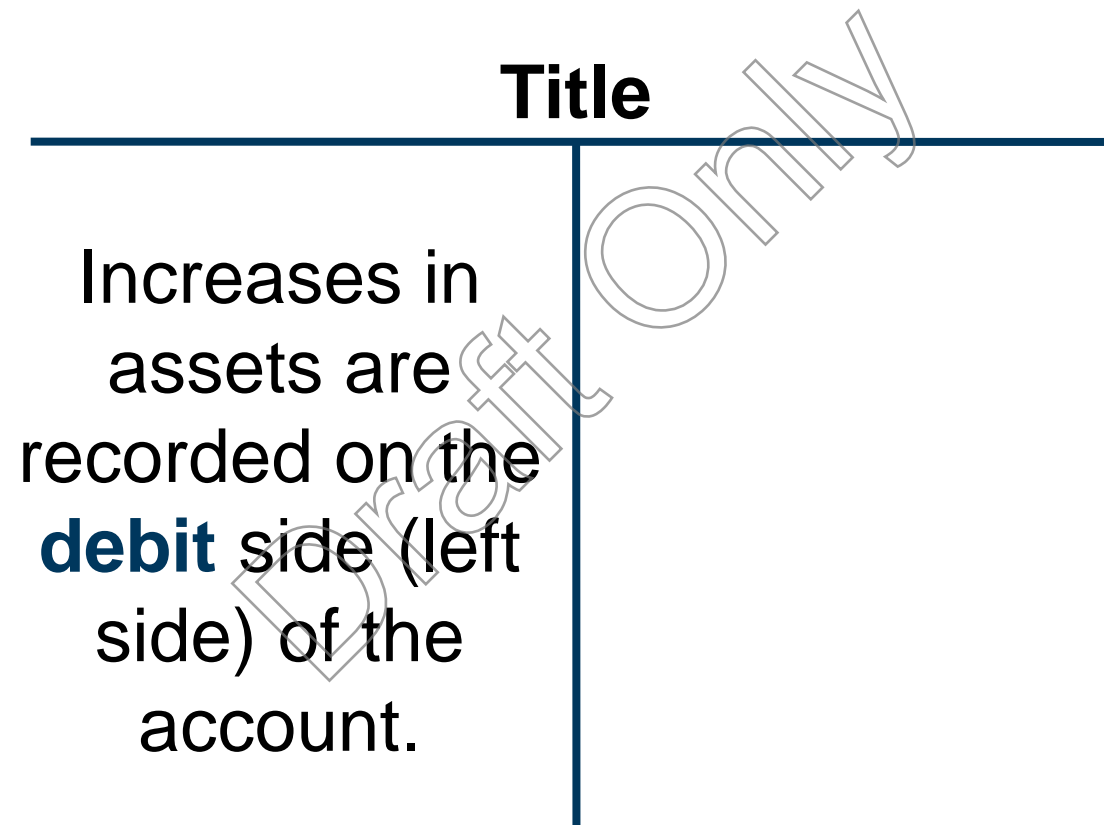 Title
Increases in
assets are
recorded on the
debit side (left
side) of the
account.
Draft Only